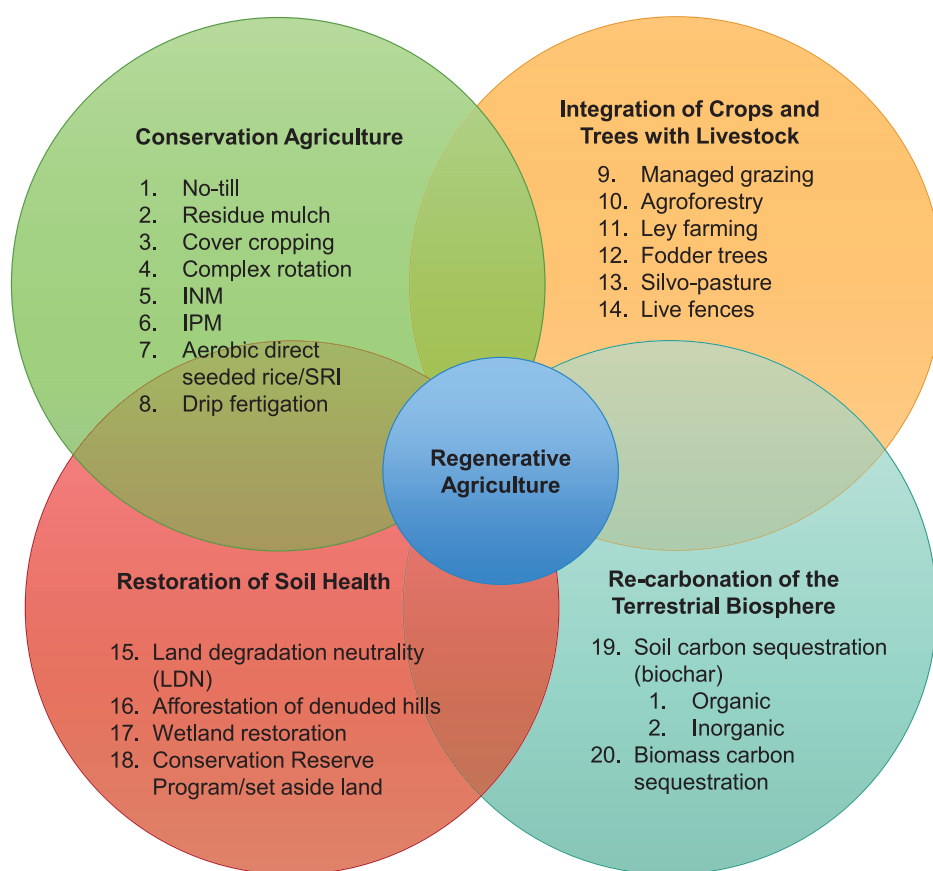 Conservation Agriculture
1. No-till
2. Residue mulch
3. Cover cropping
4. Complex rotation
5. INM
6. IPM
7. Aerobic direct
seeded rice/SRI
8. Drip fertigation
Integration of Crops and
Trees with Livestock
9. Managed grazing
10. Agroforestry
11. Ley farming
12. Fodder trees
13. Silvo-pasture
14. Live fences
Regenerative
Agriculture
Restoration of Soil Health
15. Land degradation neutrality
(LDN)
16. Afforestation of denuded hills
17. Wetland restoration
18. Conservation Reserve
Program/set aside land
Re-carbonation of the
Terrestrial Biosphere
19. Soil carbon sequestration
(biochar)
1. Organic
2. Inorganic
20. Biomass carbon
sequestration